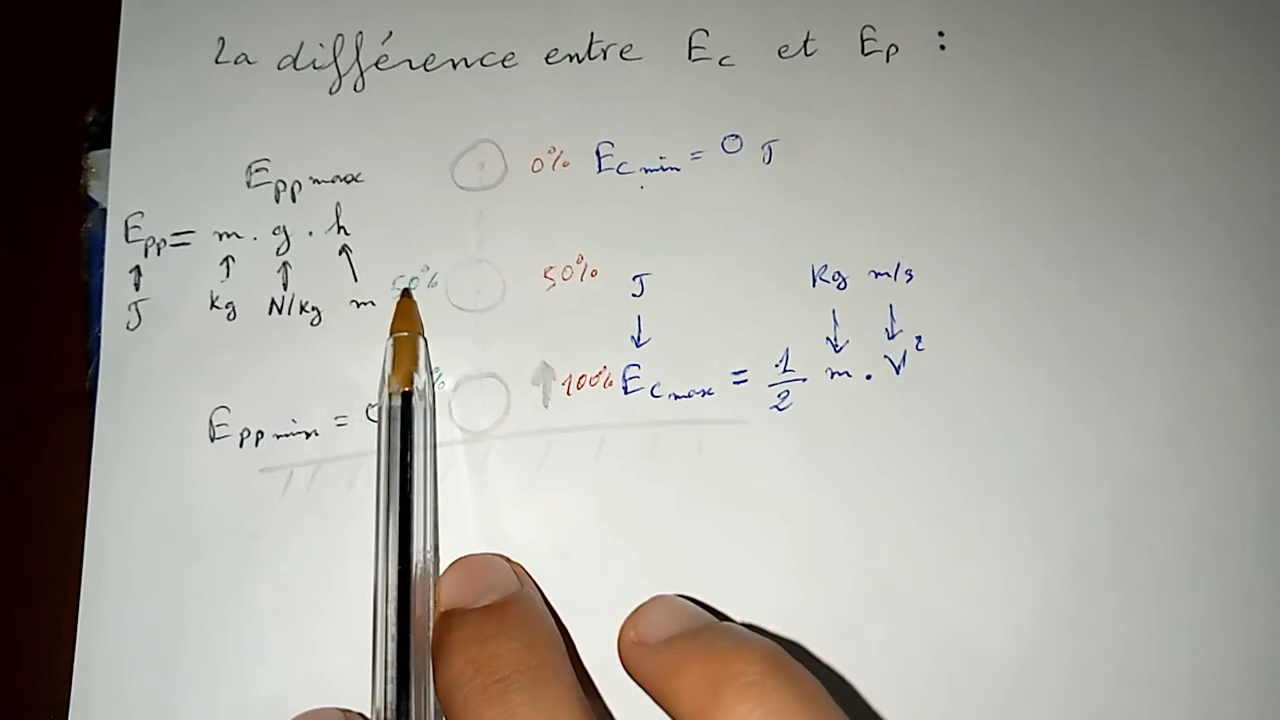 La différence entre Ec et Ep :
0% Ec min = 0 J
Epp max
Epp = m . g . h
J kg N/kg m
50% 50%
J Kg m/s
100% Ec max = 1/2 m . V²
%
Epp min =